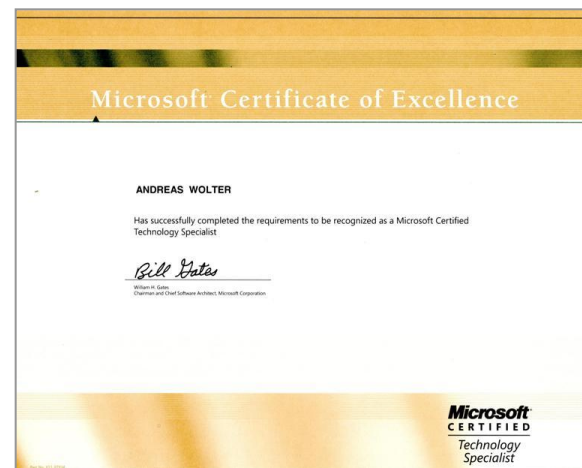 Microsoft Certificate of Excellence
ANDREAS WOLTER
Has successfully completed the requirements to be recognized as a Microsoft Certified
Technology Specialist
Bill Gates
William H. Gates
Chairman and Chief Software Architect, Microsoft Corporation
Microsoft
CERTIFIED
Technology
Specialist